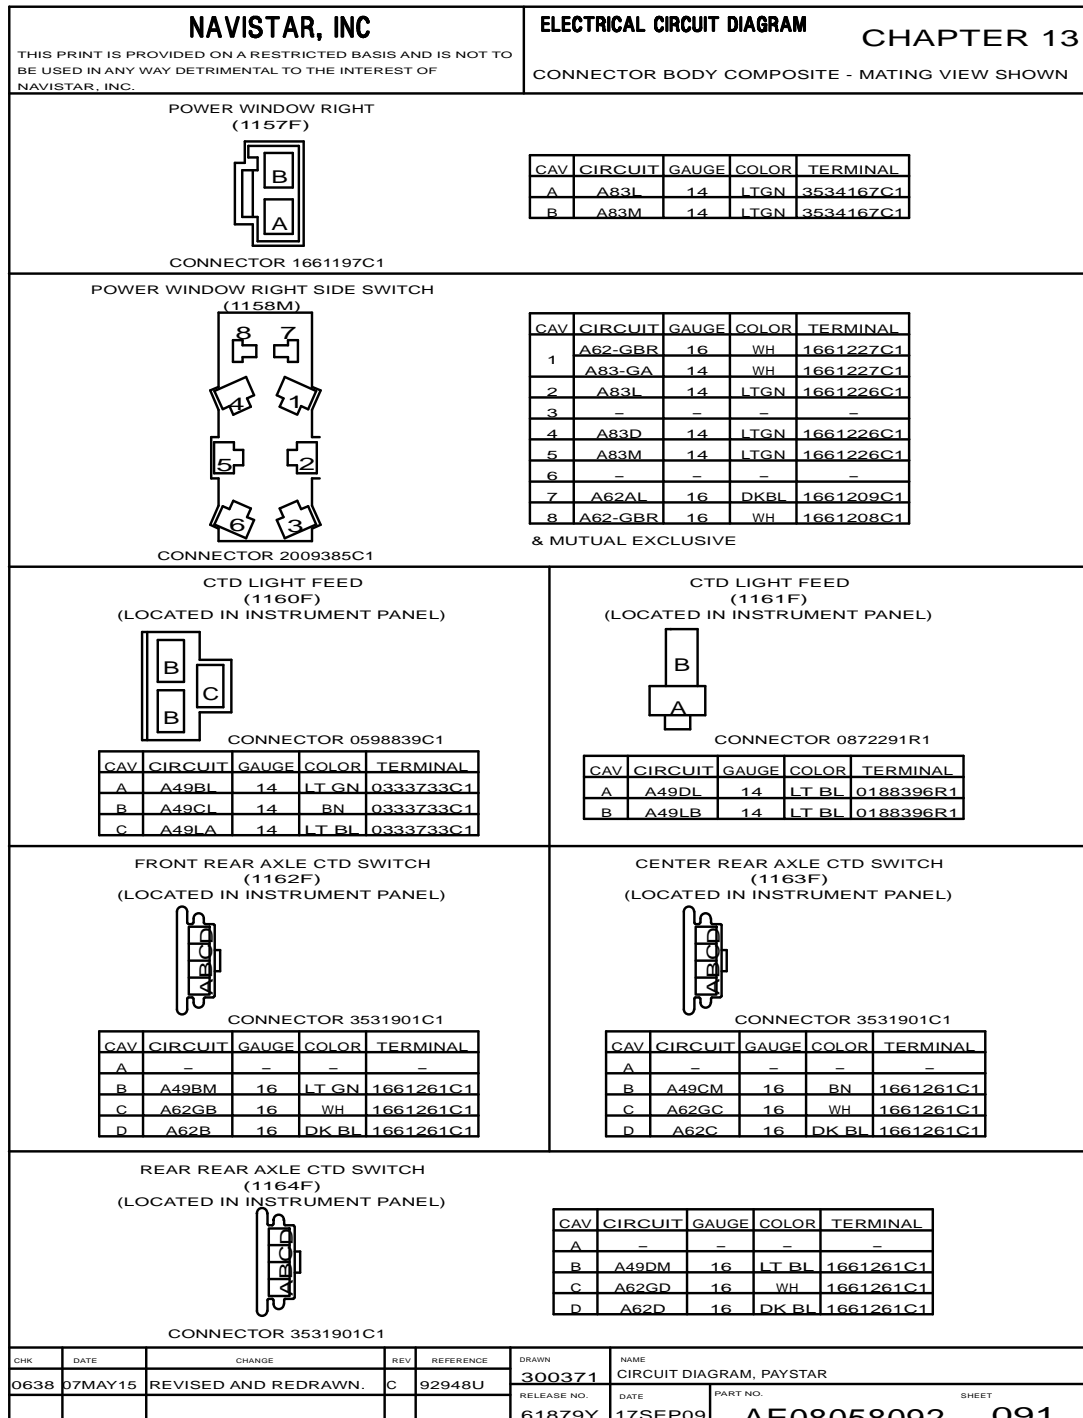 NAVISTAR, INC
THIS PRINT IS PROVIDED ON A RESTRICTED BASIS AND IS NOT TO
BE USED IN ANY WAY DETRIMENTAL TO THE INTEREST OF
NAVISTAR, INC.
ELECTRICAL CIRCUIT DIAGRAM
CHAPTER 13
CONNECTOR BODY COMPOSITE - MATING VIEW SHOWN
POWER WINDOW RIGHT
(1157F)
B
A
CONNECTOR 1661197C1
CAV CIRCUIT GAUGE COLOR TERMINAL
A A83L 14 LTGN 3534167C1
B A83M 14 LTGN 3534167C1
POWER WINDOW RIGHT SIDE SWITCH
(1158M)
8 7
4 1
5 2
6 3
CONNECTOR 2009385C1
CAV CIRCUIT GAUGE COLOR TERMINAL
1 A62-GBR 16 WH 1661227C1
A83-GA 14 WH 1661227C1
2 A83L 14 LTGN 1661226C1
3 – – – –
4 A83D 14 LTGN 1661226C1
5 A83M 14 LTGN 1661226C1
6 – – – –
7 A62AL 16 DKBL 1661209C1
8 A62-GBR 16 WH 1661208C1
& MUTUAL EXCLUSIVE
CTD LIGHT FEED
(1160F)
(LOCATED IN INSTRUMENT PANEL)
B
C
B
CONNECTOR 0598839C1
CAV CIRCUIT GAUGE COLOR TERMINAL
A A49BL 14 LT GN 0333733C1
B A49CL 14 BN 0333733C1
C A49LA 14 LT BL 0333733C1
CTD LIGHT FEED
(1161F)
(LOCATED IN INSTRUMENT PANEL)
B
A
CONNECTOR 0872291R1
CAV CIRCUIT GAUGE COLOR TERMINAL
A A49DL 14 LT BL 0188396R1
B A49LB 14 LT BL 0188396R1
FRONT REAR AXLE CTD SWITCH
(1162F)
(LOCATED IN INSTRUMENT PANEL)
ABCD
CONNECTOR 3531901C1
CAV CIRCUIT GAUGE COLOR TERMINAL
A – – – –
B A49BM 16 LT GN 1661261C1
C A62GB 16 WH 1661261C1
D A62B 16 DK BL 1661261C1
CENTER REAR AXLE CTD SWITCH
(1163F)
(LOCATED IN INSTRUMENT PANEL)
ABCD
CONNECTOR 3531901C1
CAV CIRCUIT GAUGE COLOR TERMINAL
A – – – –
B A49CM 16 BN 1661261C1
C A62GC 16 WH 1661261C1
D A62C 16 DK BL 1661261C1
REAR REAR AXLE CTD SWITCH
(1164F)
(LOCATED IN INSTRUMENT PANEL)
ABCD
CONNECTOR 3531901C1
CAV CIRCUIT GAUGE COLOR TERMINAL
A – – – –
B A49DM 16 LT BL 1661261C1
C A62GD 16 WH 1661261C1
D A62D 16 DK BL 1661261C1
CHK DATE CHANGE REV REFERENCE
0638 07MAY15 REVISED AND REDRAWN. C 92948U
DRAWN
300371
NAME
CIRCUIT DIAGRAM, PAYSTAR
RELEASE NO. DATE PART NO. SHEET
61879Y 17SEP09 AE08058092 091